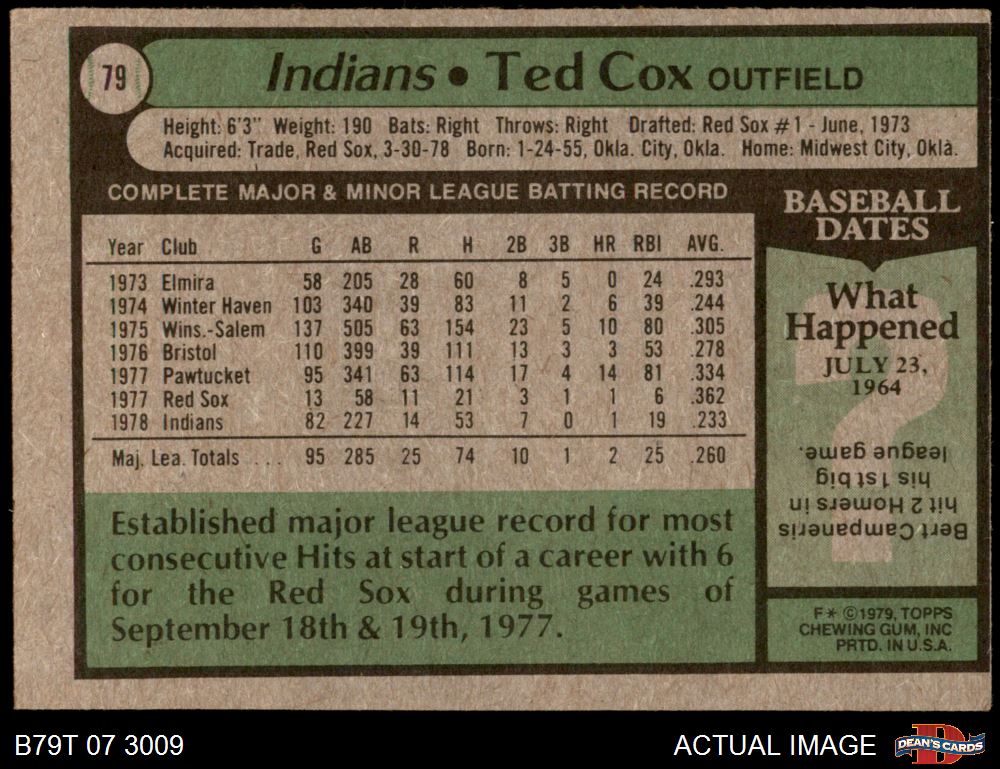 79
Indians • Ted Cox OUTFIELD
Height: 6'3" Weight: 190 Bats: Right Throws: Right Drafted: Red Sox #1 - June, 1973
Acquired: Trade, Red Sox, 3-30-78 Born: 1-24-55, Okla. City, Okla. Home: Midwest City, Okla.
COMPLETE MAJOR & MINOR LEAGUE BATTING RECORD
Year Club G AB R H 2B 3B HR RBI AVG.
1973 Elmira 58 205 28 60 8 5 0 24 .293
1974 Winter Haven 103 340 39 83 11 2 6 39 .244
1975 Wins.-Salem 137 505 63 154 23 5 10 80 .305
1976 Bristol 110 399 39 111 13 3 3 53 .278
1977 Pawtucket 95 341 63 114 17 4 14 81 .334
1977 Red Sox 13 58 11 21 3 1 1 6 .362
1978 Indians 82 227 14 53 7 0 1 19 .233
Maj. Lea. Totals ... 95 285 25 74 10 1 2 25 .260
Established major league record for most
consecutive Hits at start of a career with 6
for the Red Sox during games of
September 18th & 19th, 1977.
BASEBALL
DATES
What
Happened
JULY 23,
1964
?
Bert Campaneris
hit 2 Homers in
his 1st big
league game.
F* ©1979, TOPPS
CHEWING GUM, INC
PRTD. IN U.S.A.
B79T 07 3009
ACTUAL IMAGE
D
DEAN'S CARDS